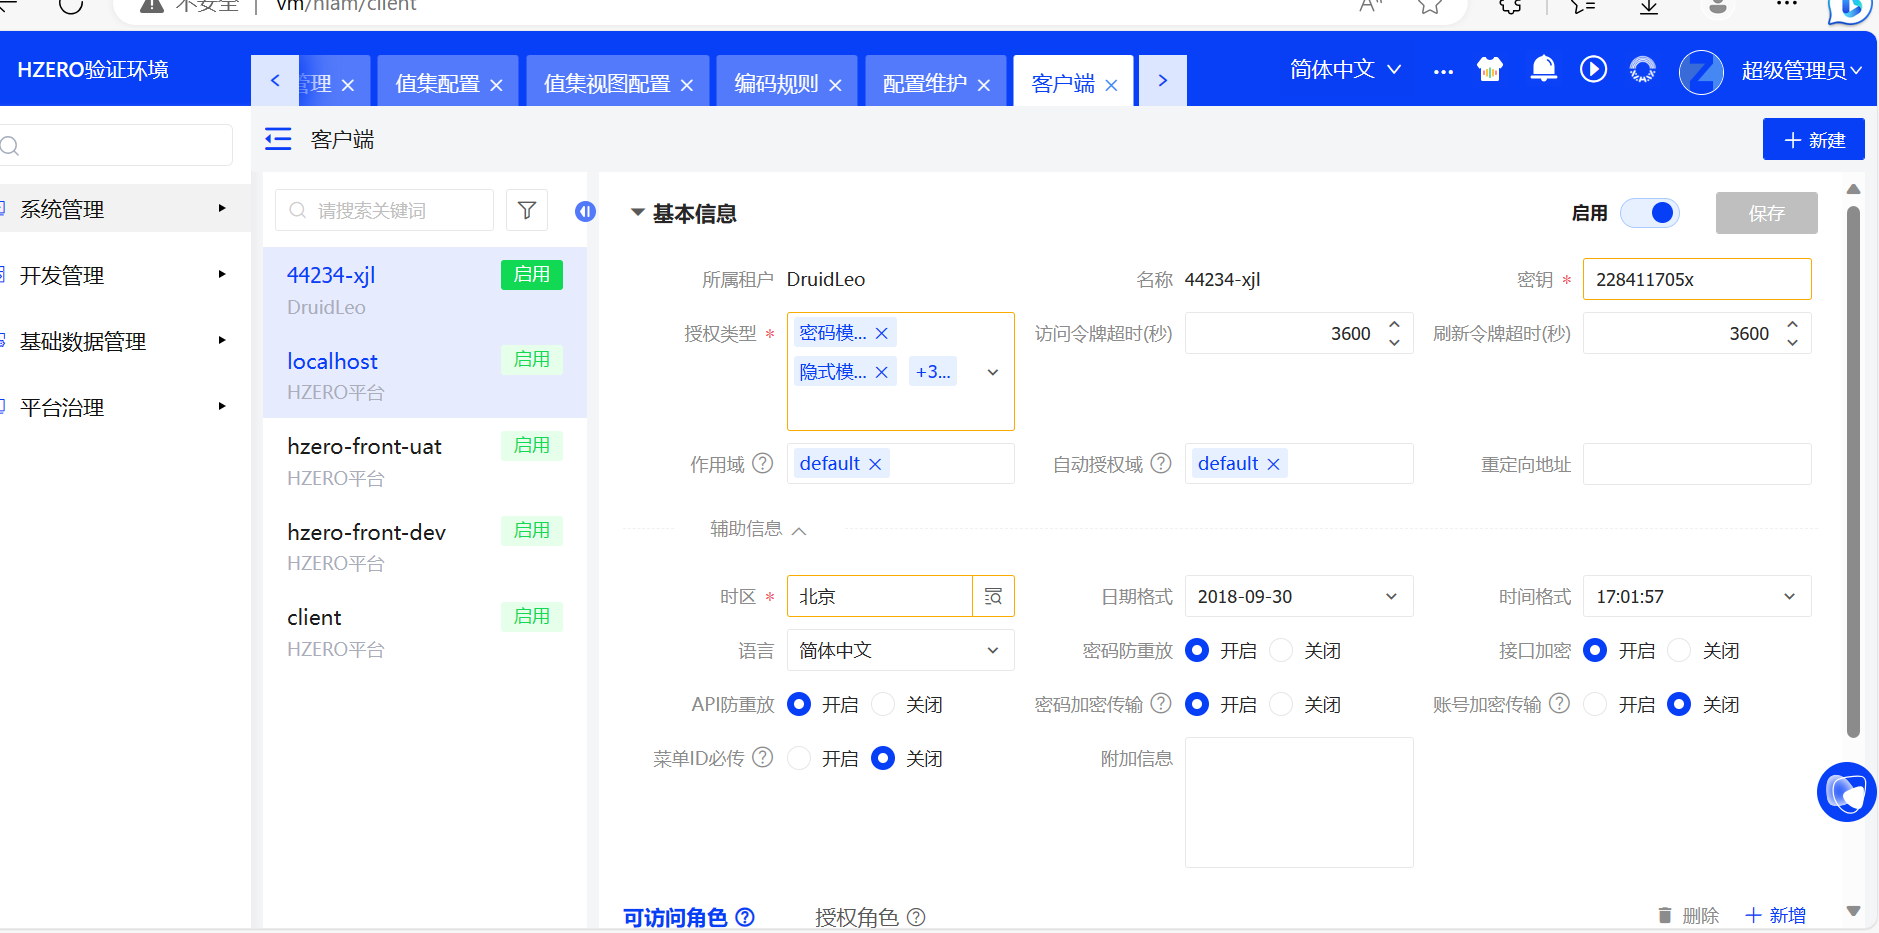 不安全 | vm/hiam/client
HZERO验证环境
管理 × 值集配置 × 值集视图配置 × 编码规则 × 配置维护 × 客户端 ×
简体中文 ... 超级管理员
客户端
+ 新建
系统管理
开发管理
基础数据管理
平台治理
请搜索关键词
44234-xjl 启用
DruidLeo
localhost 启用
HZERO平台
hzero-front-uat 启用
HZERO平台
hzero-front-dev 启用
HZERO平台
client 启用
HZERO平台
基本信息 启用 保存
所属租户 DruidLeo 名称 44234-xjl 密钥 * 228411705x
授权类型 * 密码模... × 隐式模... × +3... 访问令牌超时(秒) 3600 刷新令牌超时(秒) 3600
作用域 ? default × 自动授权域 ? default × 重定向地址
辅助信息
时区 * 北京 日期格式 2018-09-30 时间格式 17:01:57
语言 简体中文 密码防重放 开启 关闭 接口加密 开启 关闭
API防重放 开启 关闭 密码加密传输 ? 开启 关闭 账号加密传输 ? 开启 关闭
菜单ID必传 ? 开启 关闭 附加信息
可访问角色 ? 授权角色 ? 删除 + 新增